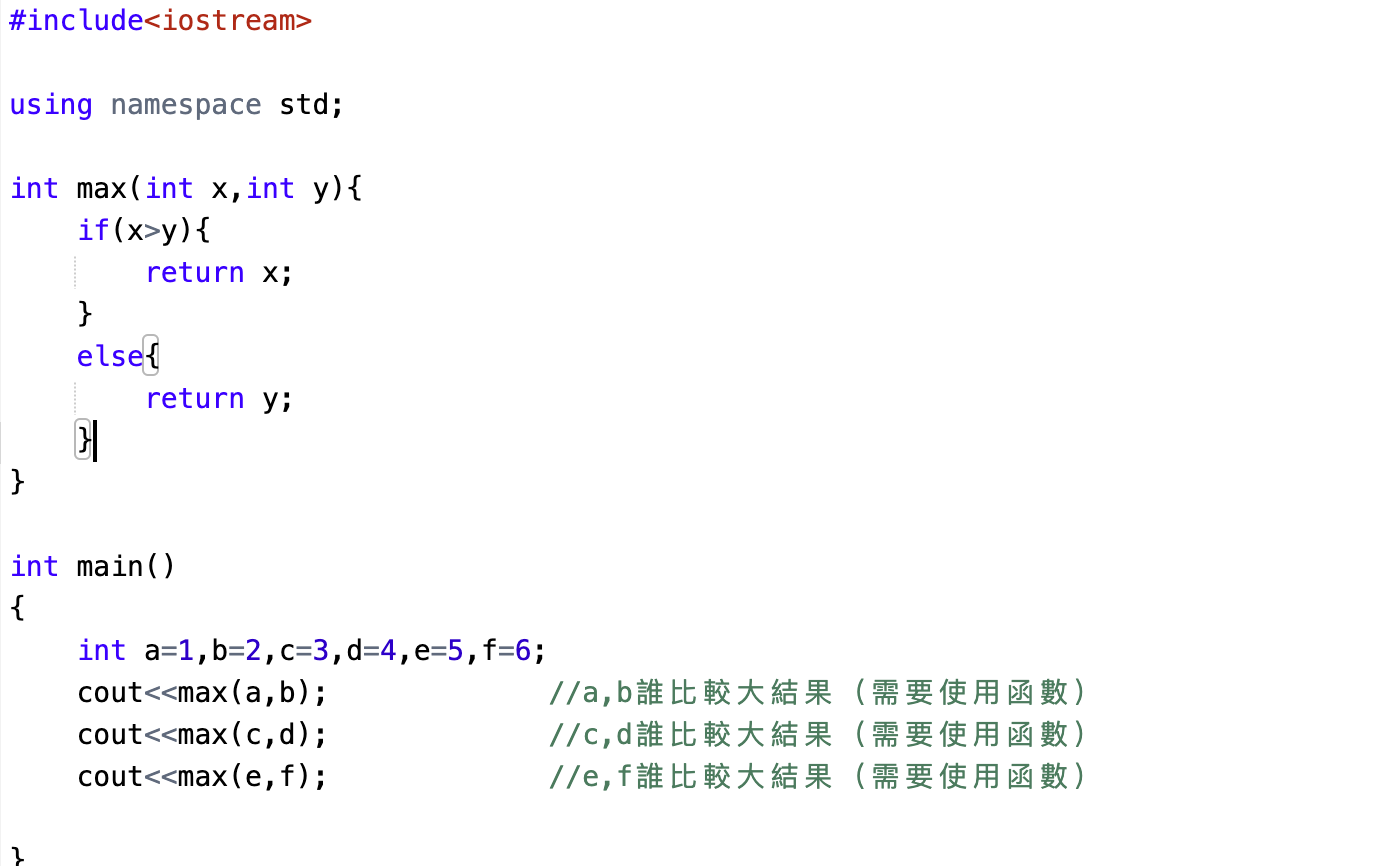 #include<iostream>
using namespace std;
int max(int x,int y){
    if(x>y){
        return x;
    }
    else{
        return y;
    }
}
int main()
{
    int a=1,b=2,c=3,d=4,e=5,f=6;
    cout<<max(a,b);             //a,b誰比較大結果（需要使用函數）
    cout<<max(c,d);             //c,d誰比較大結果（需要使用函數）
    cout<<max(e,f);             //e,f誰比較大結果（需要使用函數）
}